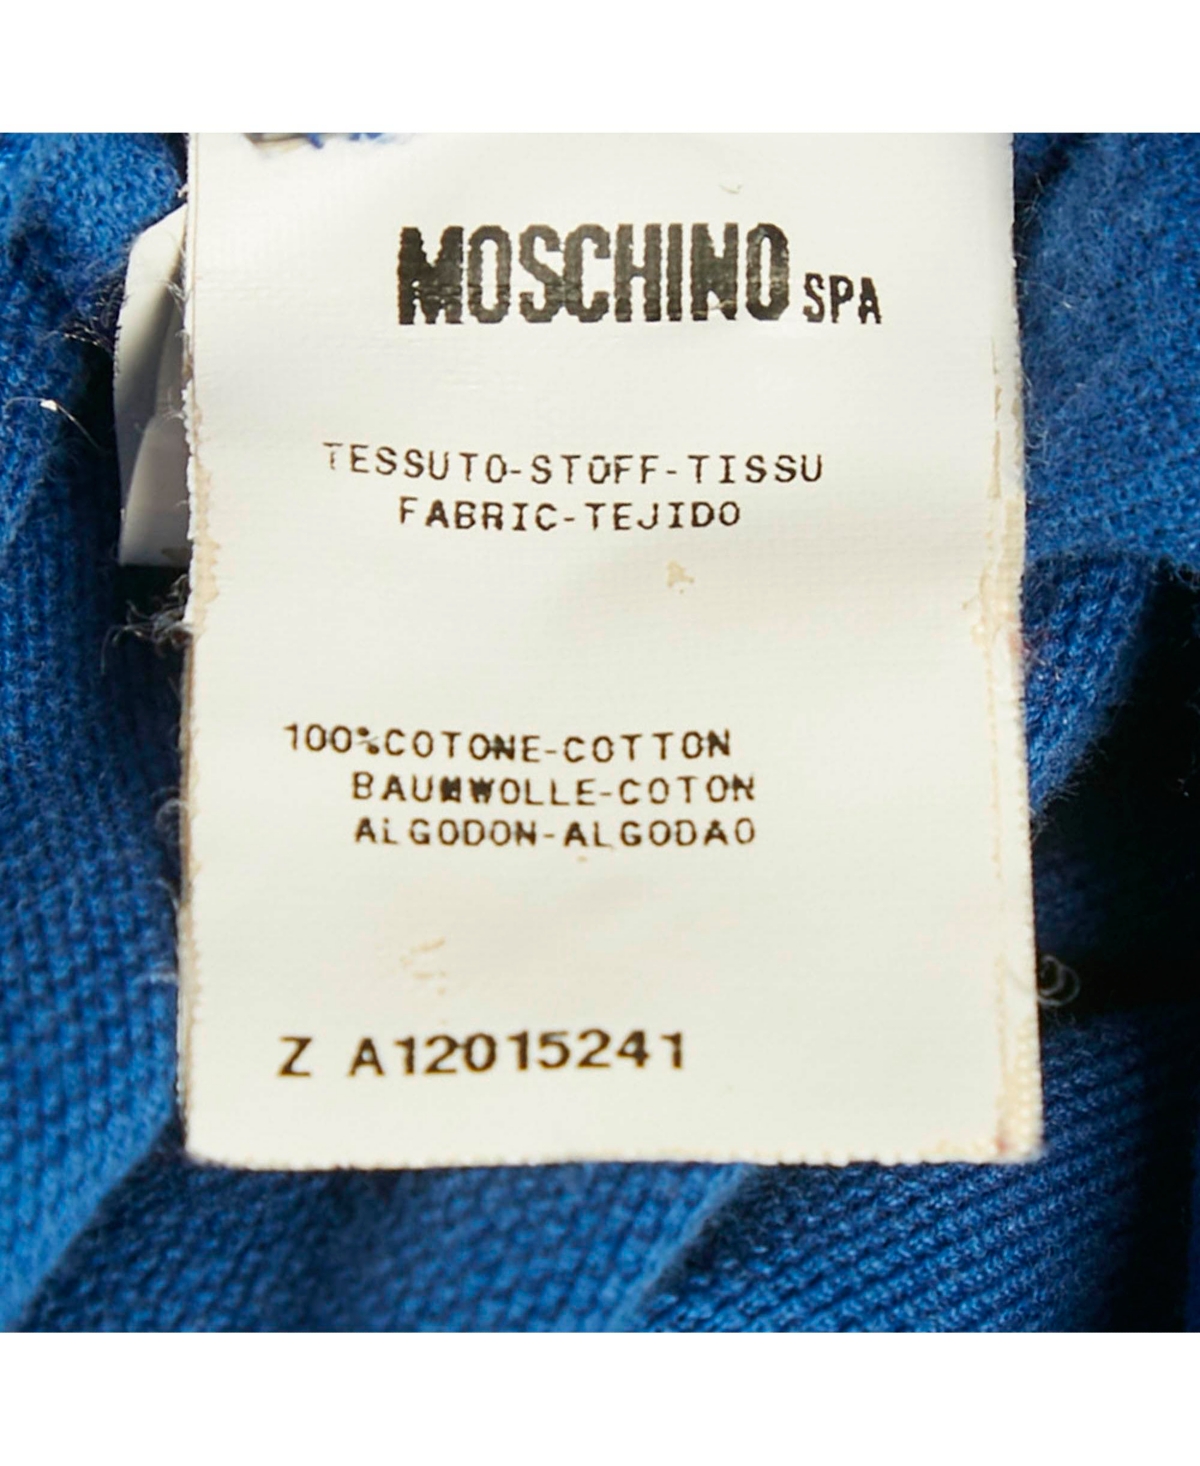 MOSCHINO SPA
TESSUTO-STOFF-TISSU
FABRIC-TEJIDO
100%COTONE-COTTON
BAUMWOLLE-COTON
ALGODON-ALGODAO
Z A12015241